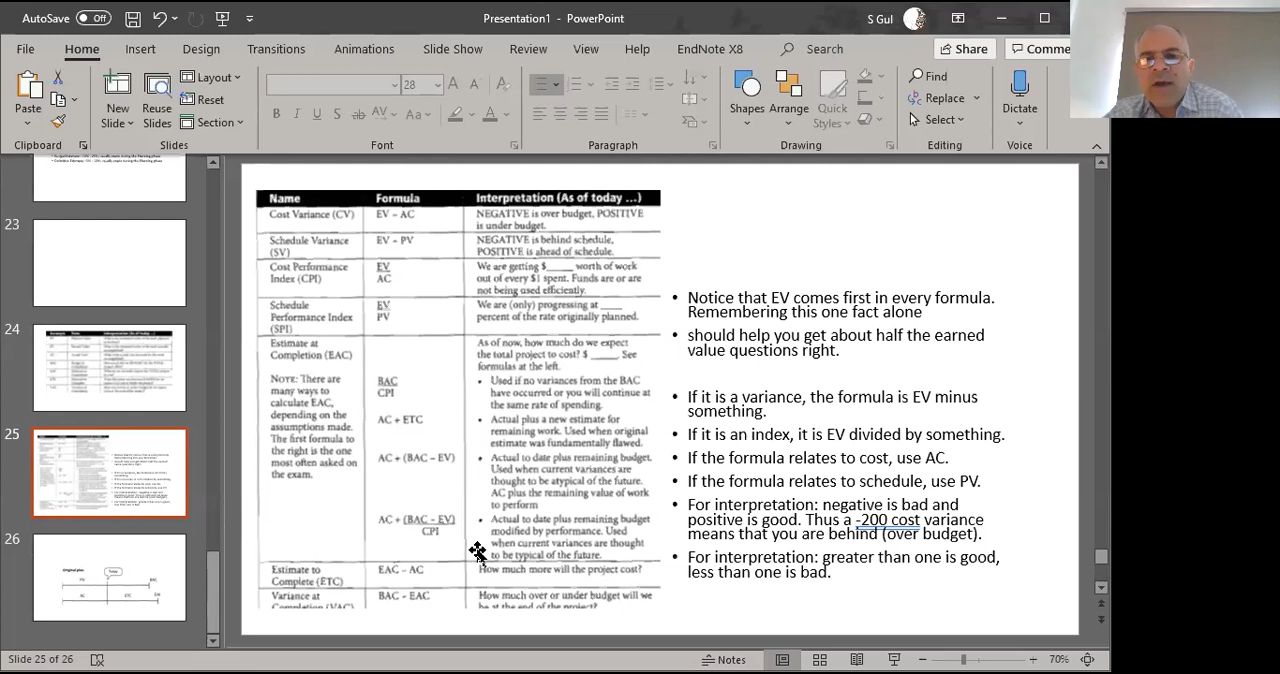 AutoSave Off
Presentation1 - PowerPoint
S Gul
File Home Insert Design Transitions Animations Slide Show Review View Help EndNote X8 Search Share Comme
Paste
Clipboard
New
Slide
Reuse
Slides
Layout
Reset
Section
Slides
28
Font
Paragraph
Shapes
Arrange
Quick
Styles
Drawing
Find
Replace
Select
Editing
Dictate
Voice
23
24
25
26
Name Formula Interpretation (As of today ...)
Cost Variance (CV) EV – AC NEGATIVE is over budget, POSITIVE
is under budget.
Schedule Variance
(SV)
EV – PV
NEGATIVE is behind schedule,
POSITIVE is ahead of schedule.
Cost Performance
Index (CPI)
EV
AC
We are getting $_____ worth of work
out of every $1 spent. Funds are or are
not being used efficiently.
Schedule
Performance Index
(SPI)
EV
PV
We are (only) progressing at ____
percent of the rate originally planned.
Estimate at
Completion (EAC)
NOTE: There are
many ways to
calculate EAC,
depending on the
assumptions made.
The first formula to
the right is the one
most often asked on
the exam.
BAC
CPI
AC + ETC
AC + (BAC – EV)
AC + (BAC – EV)
CPI
As of now, how much do we expect
the total project to cost? $ _____. See
formulas at the left.
• Used if no variances from the BAC
have occurred or you will continue at
the same rate of spending.
• Actual plus a new estimate for
remaining work. Used when original
estimate was fundamentally flawed.
• Actual to date plus remaining budget.
Used when current variances are
thought to be atypical of the future.
AC plus the remaining value of work
to perform
• Actual to date plus remaining budget
modified by performance. Used
when current variances are thought
to be typical of the future.
Estimate to
Complete (ETC)
EAC – AC
How much more will the project cost?
Variance at
Completion (VAC)
BAC – EAC
How much over or under budget will we
be at the end of the project?
• Notice that EV comes first in every formula.
Remembering this one fact alone
• should help you get about half the earned
value questions right.
• If it is a variance, the formula is EV minus
something.
• If it is an index, it is EV divided by something.
• If the formula relates to cost, use AC.
• If the formula relates to schedule, use PV.
• For interpretation: negative is bad and
positive is good. Thus a -200 cost variance
means that you are behind (over budget).
• For interpretation: greater than one is good,
less than one is bad.
Slide 25 of 26
Notes
70%